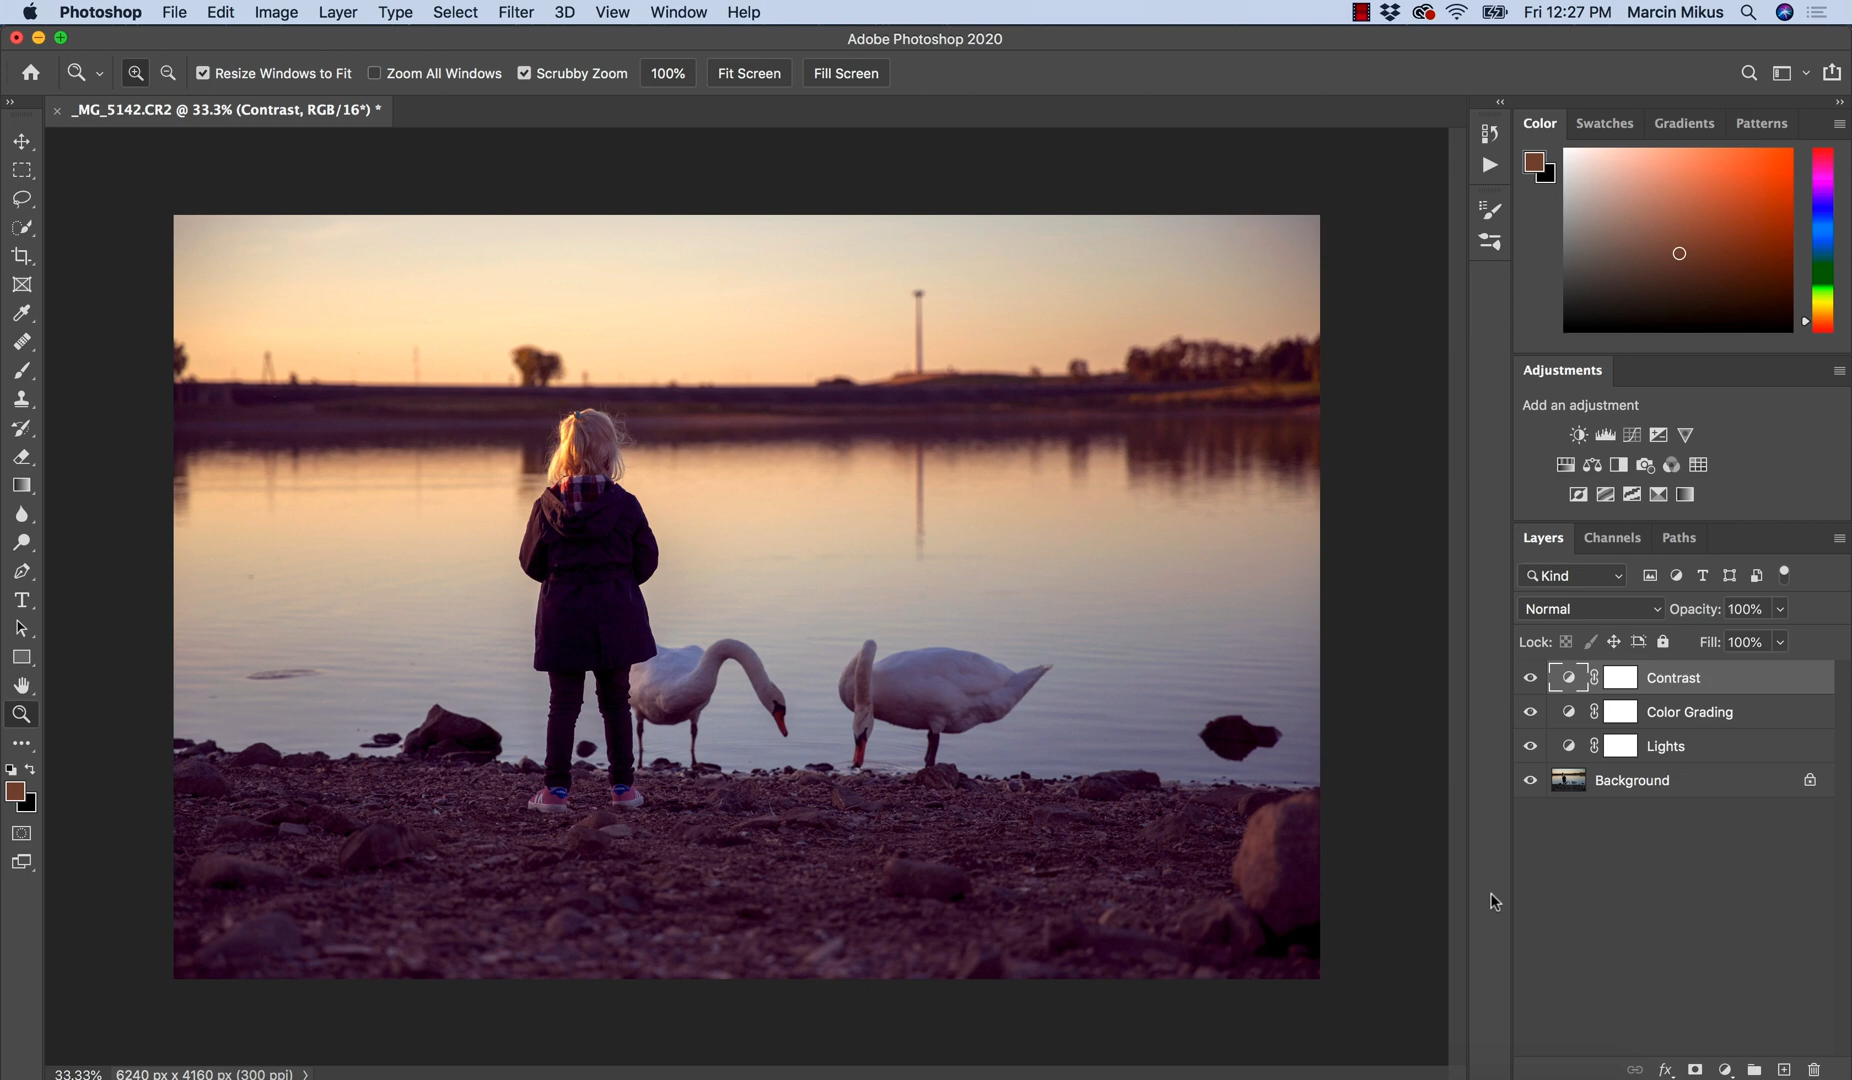 Photoshop File Edit Image Layer Type Select Filter 3D View Window Help Fri 12:27 PM Marcin Mikus
Adobe Photoshop 2020
Resize Windows to Fit Zoom All Windows Scrubby Zoom 100% Fit Screen Fill Screen
_MG_5142.CR2 @ 33.3% (Contrast, RGB/16*) *
Color Swatches Gradients Patterns
Adjustments
Add an adjustment
Layers Channels Paths
Kind
Normal Opacity: 100%
Lock: Fill: 100%
Contrast
Color Grading
Lights
Background
33.33% 6240 px x 4160 px (300 ppi)